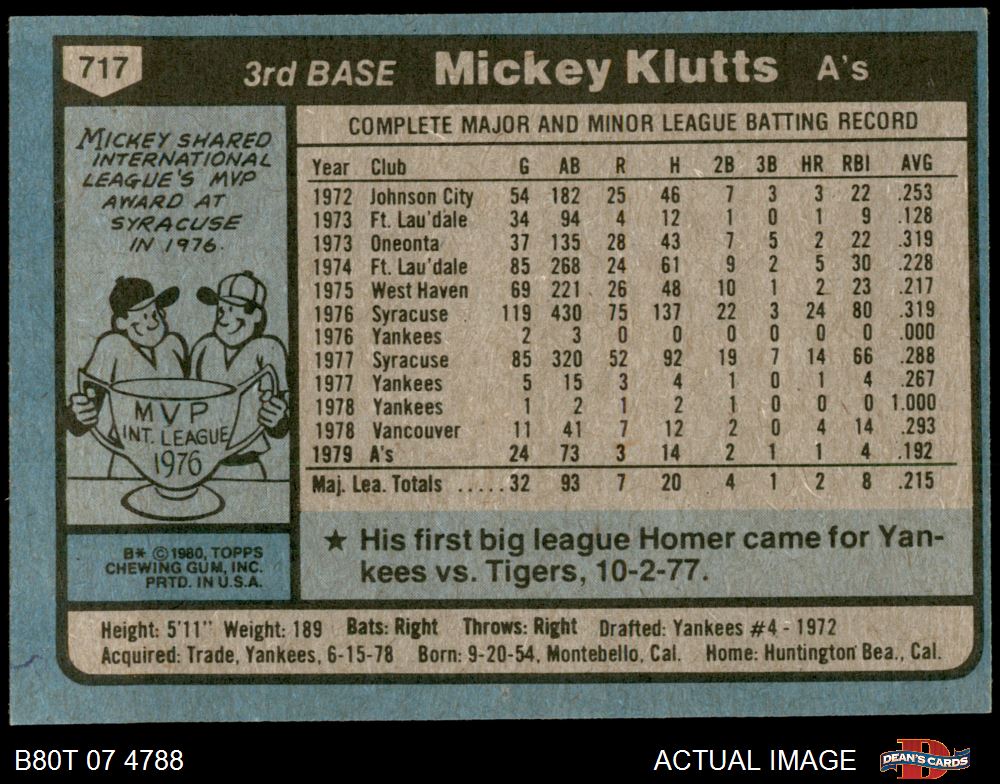 717
3rd BASE Mickey Klutts A's
MICKEY SHARED
INTERNATIONAL
LEAGUE'S MVP
AWARD AT
SYRACUSE
IN 1976.
MVP
INT. LEAGUE
1976
B* ©1980, TOPPS
CHEWING GUM, INC.
PRTD. IN U.S.A.
COMPLETE MAJOR AND MINOR LEAGUE BATTING RECORD
Year Club G AB R H 2B 3B HR RBI AVG
1972 Johnson City 54 182 25 46 7 3 3 22 .253
1973 Ft. Lau'dale 34 94 4 12 1 0 1 9 .128
1973 Oneonta 37 135 28 43 7 5 2 22 .319
1974 Ft. Lau'dale 85 268 24 61 9 2 5 30 .228
1975 West Haven 69 221 26 48 10 1 2 23 .217
1976 Syracuse 119 430 75 137 22 3 24 80 .319
1976 Yankees 2 3 0 0 0 0 0 0 .000
1977 Syracuse 85 320 52 92 19 7 14 66 .288
1977 Yankees 5 15 3 4 1 0 1 4 .267
1978 Yankees 1 2 1 2 1 0 0 0 1.000
1978 Vancouver 11 41 7 12 2 0 4 14 .293
1979 A's 24 73 3 14 2 1 1 4 .192
Maj. Lea. Totals .....32 93 7 20 4 1 2 8 .215
★ His first big league Homer came for Yan-
kees vs. Tigers, 10-2-77.
Height: 5'11" Weight: 189 Bats: Right Throws: Right Drafted: Yankees #4 - 1972
Acquired: Trade, Yankees, 6-15-78 Born: 9-20-54, Montebello, Cal. Home: Huntington Bea., Cal.
B80T 07 4788 ACTUAL IMAGE DEAN'S CARDS